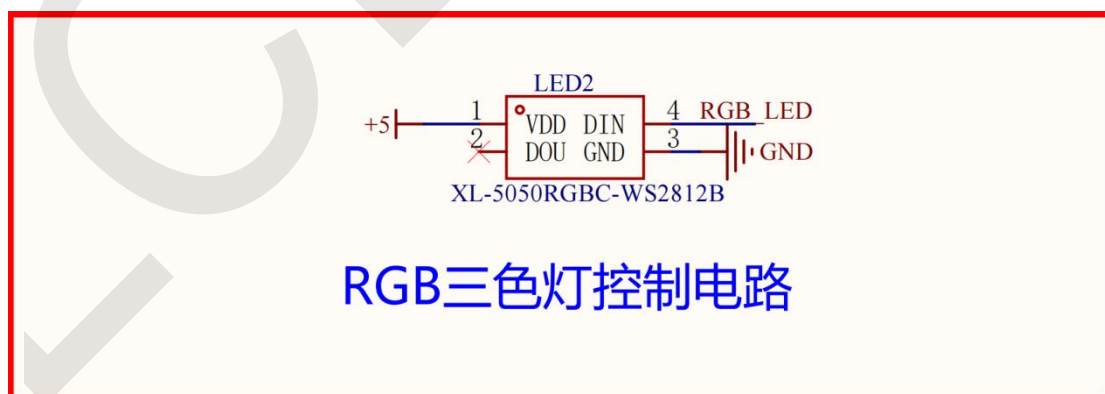 LED2
+5 1 VDD DIN 4 RGB_LED
2 DOU GND 3 GND
XL-5050RGBC-WS2812B
RGB三色灯控制电路